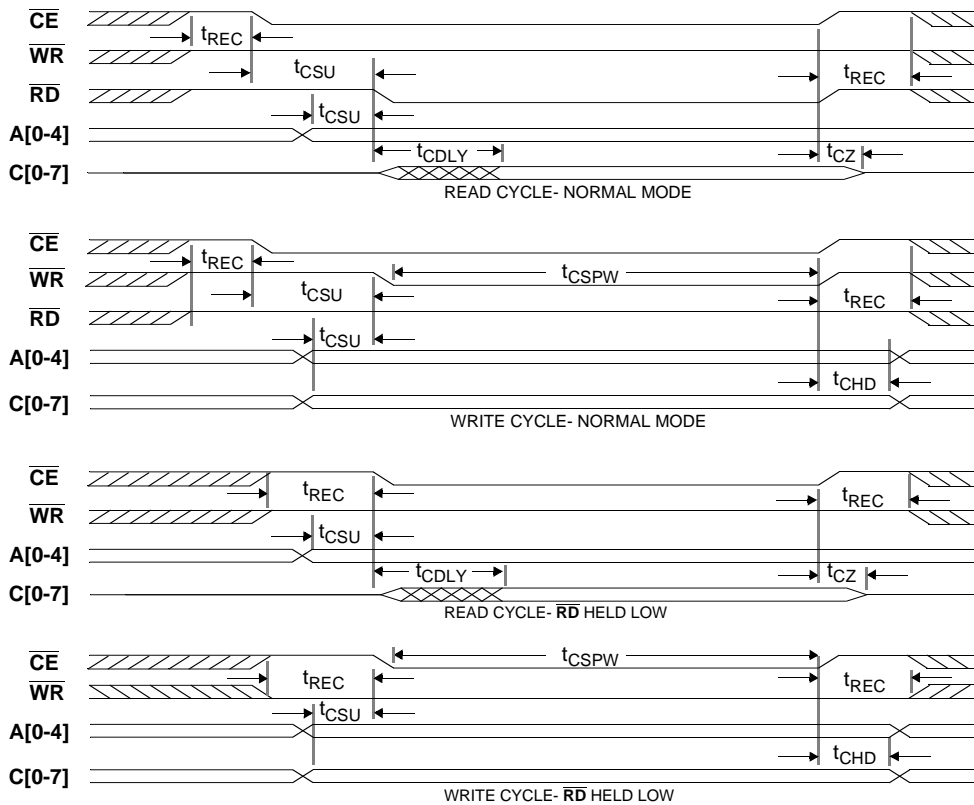 CE
tREC
WR
tCSU
tREC
RD
tCSU
A[0-4]
tCDLY
tCZ
C[0-7]
READ CYCLE- NORMAL MODE
CE
tREC
WR
tCSPW
tCSU
tREC
RD
tCSU
A[0-4]
tCHD
C[0-7]
WRITE CYCLE- NORMAL MODE
CE
tREC
tREC
WR
tCSU
A[0-4]
tCDLY
tCZ
C[0-7]
READ CYCLE- RD HELD LOW
CE
tCSPW
tREC
tREC
WR
tCSU
A[0-4]
tCHD
C[0-7]
WRITE CYCLE- RD HELD LOW